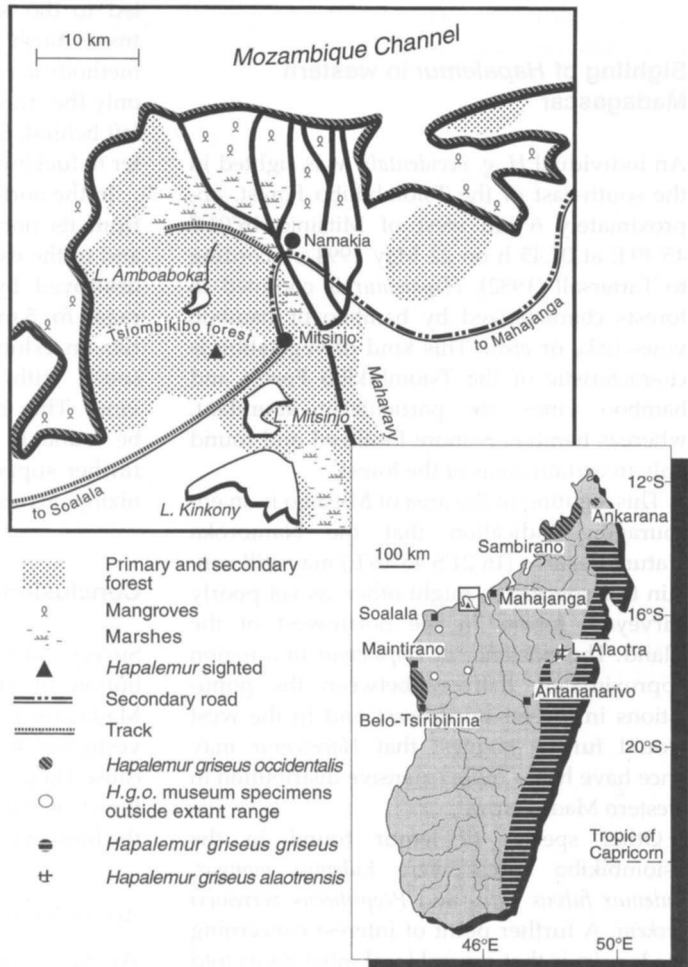 10 km
Mozambique Channel
Sighting of Hapalemur in western
Madagascar
Namakia
L. Amboaboka
Tsiombikibo forest
to Mahajanga
Mitsinjo
Mahavavy
L. Mitsinjo
to Soalala
L. Kinkony
Primary and secondary
forest
Mangroves
Marshes
Hapalemur sighted
Secondary road
Track
Hapalemur griseus occidentalis
H.g.o. museum specimens
outside extant range
Hapalemur griseus griseus
Hapalemur griseus alaotrensis
12°S
Ankarana
Sambirano
100 km
Mahajanga
Soalala
16°S
Maintirano
Alaotra
Antananarivo
Belo-Tsiribihina
20°S
Tropic of
Capricorn
46°E
50°E